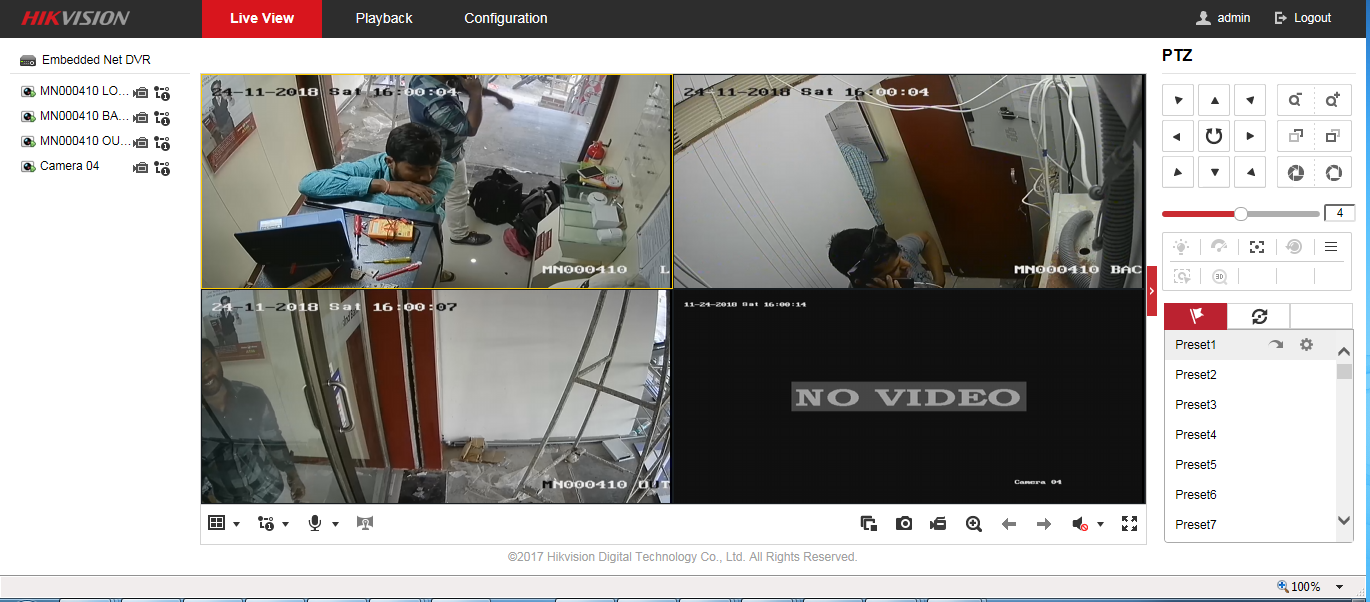 HIKVISION
Live View
Playback
Configuration
admin
Logout
Embedded Net DVR
MN000410 LO...
MN000410 BA...
MN000410 OU...
Camera 04
24-11-2018 Sat 16:00:04
MN000410 L
24-11-2018 Sat 16:00:04
MN000410 BAC
24-11-2018 Sat 16:00:07
MN000410 OUT
11-24-2018 Sat 16:00:14
NO VIDEO
Camera 04
PTZ
4
3D
Preset1
Preset2
Preset3
Preset4
Preset5
Preset6
Preset7
©2017 Hikvision Digital Technology Co., Ltd. All Rights Reserved.
100%